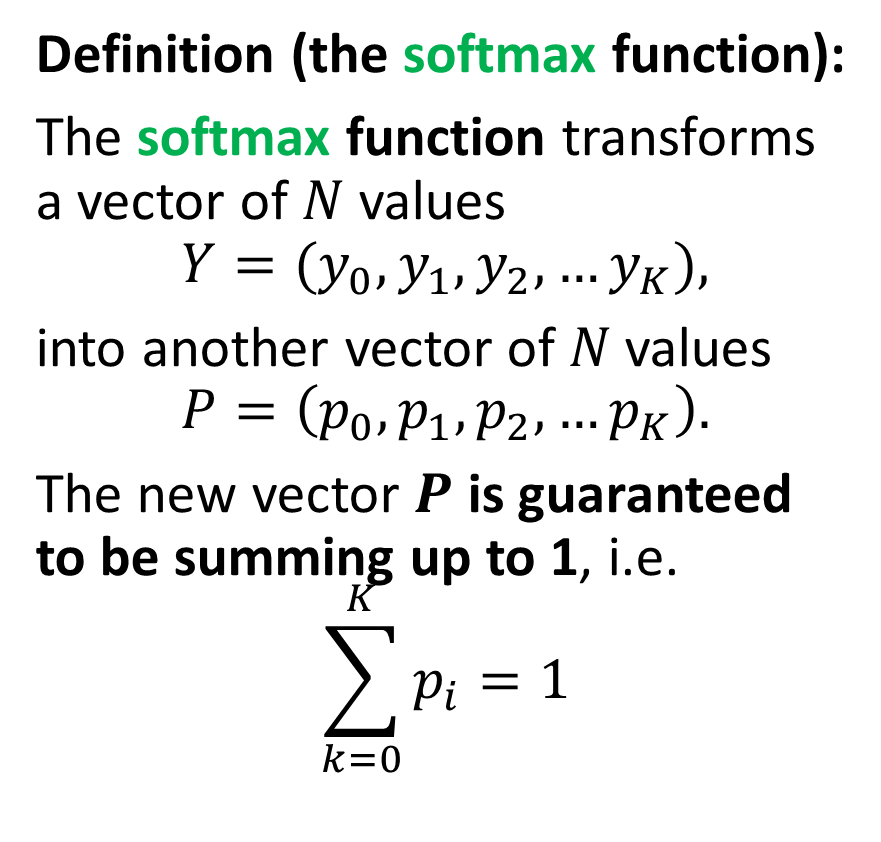 Definition (the softmax function):
The softmax function transforms
a vector of N values
Y = (y₀, y₁, y₂, … y_K),
into another vector of N values
P = (p₀, p₁, p₂, … p_K).
The new vector P is guaranteed
to be summing up to 1, i.e.
K
∑ pᵢ = 1
k=0